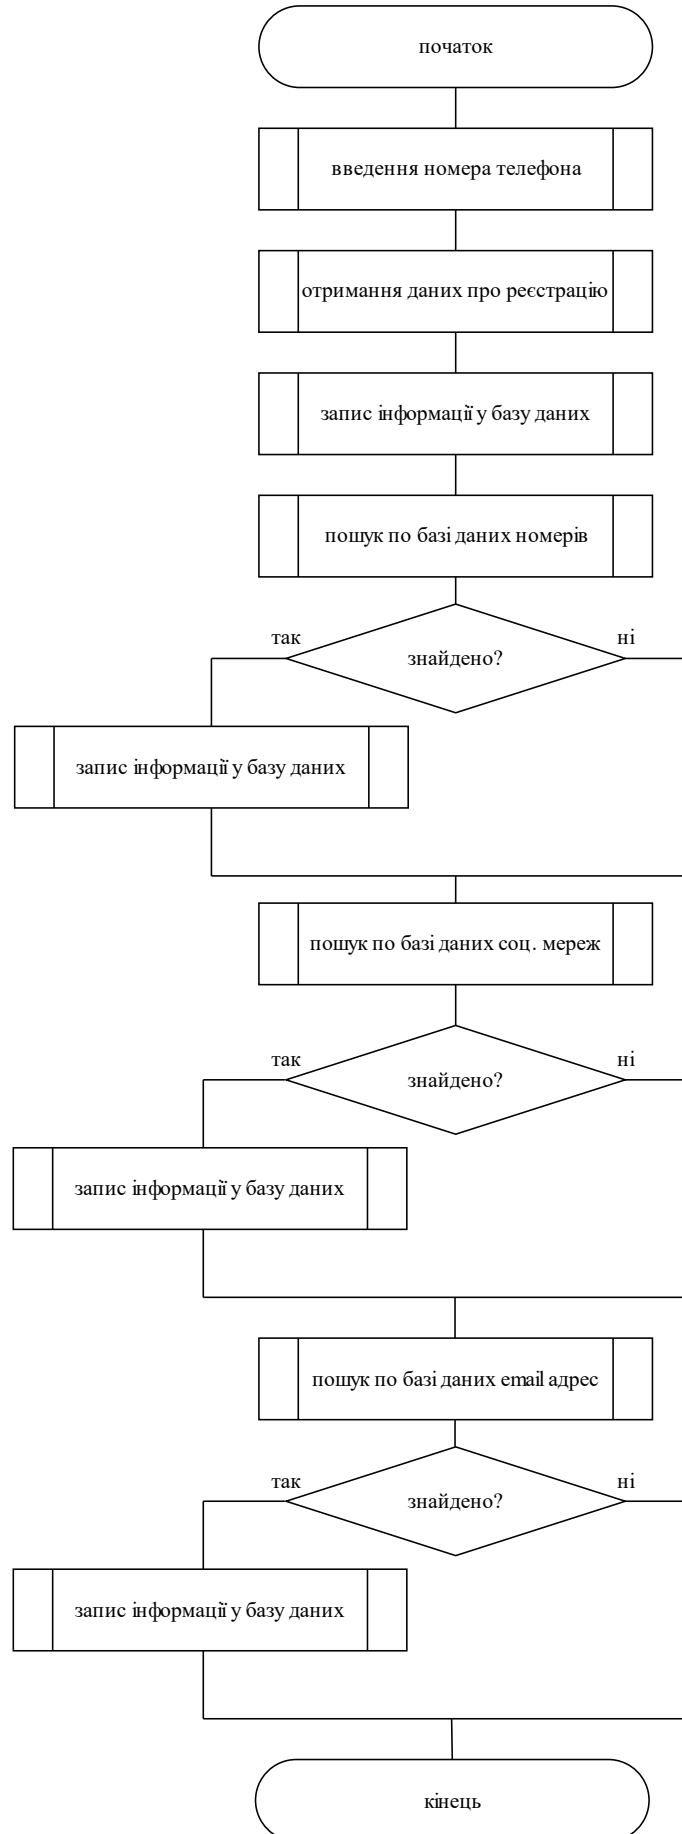 початок
введення номера телефона
отримання даних про реєстрацію
запис інформації у базу даних
пошук по базі даних номерів
так
ні
знайдено?
запис інформації у базу даних
пошук по базі даних соц. мереж
так
ні
знайдено?
запис інформації у базу даних
пошук по базі даних email адрес
так
ні
знайдено?
запис інформації у базу даних
кінець